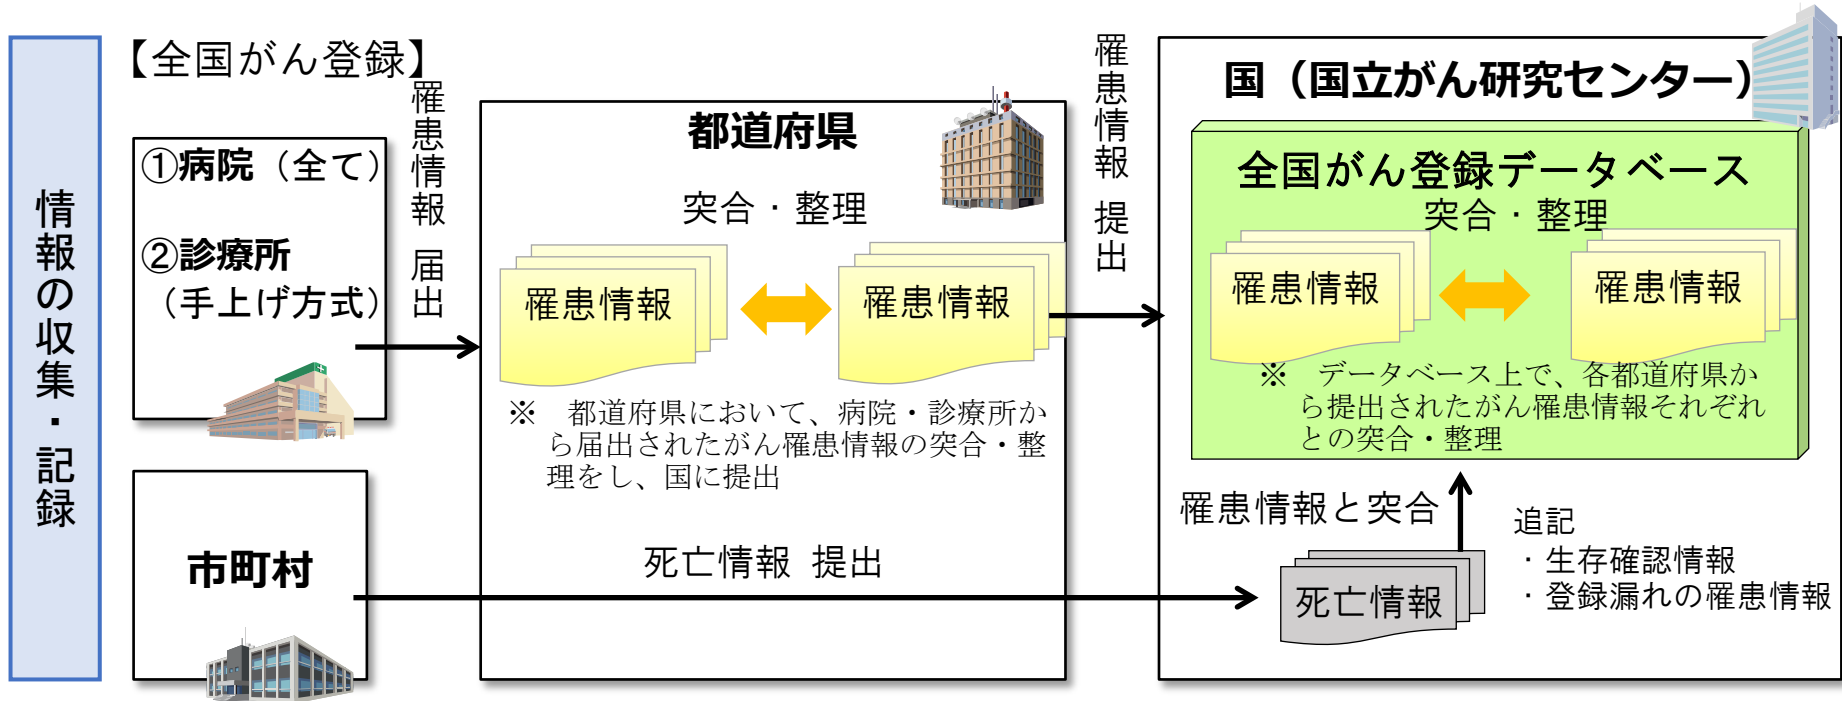 情報の収集・記録
【全国がん登録】
①病院（全て）
②診療所
（手上げ方式）
罹患情報 届出
市町村
都道府県
突合・整理
罹患情報
罹患情報
※ 都道府県において、病院・診療所か
ら届出されたがん罹患情報の突合・整
理をし、国に提出
死亡情報 提出
罹患情報 提出
国（国立がん研究センター）
全国がん登録データベース
突合・整理
罹患情報
罹患情報
※ データベース上で、各都道府県か
ら提出されたがん罹患情報それぞれ
との突合・整理
罹患情報と突合
死亡情報
追記
・生存確認情報
・登録漏れの罹患情報